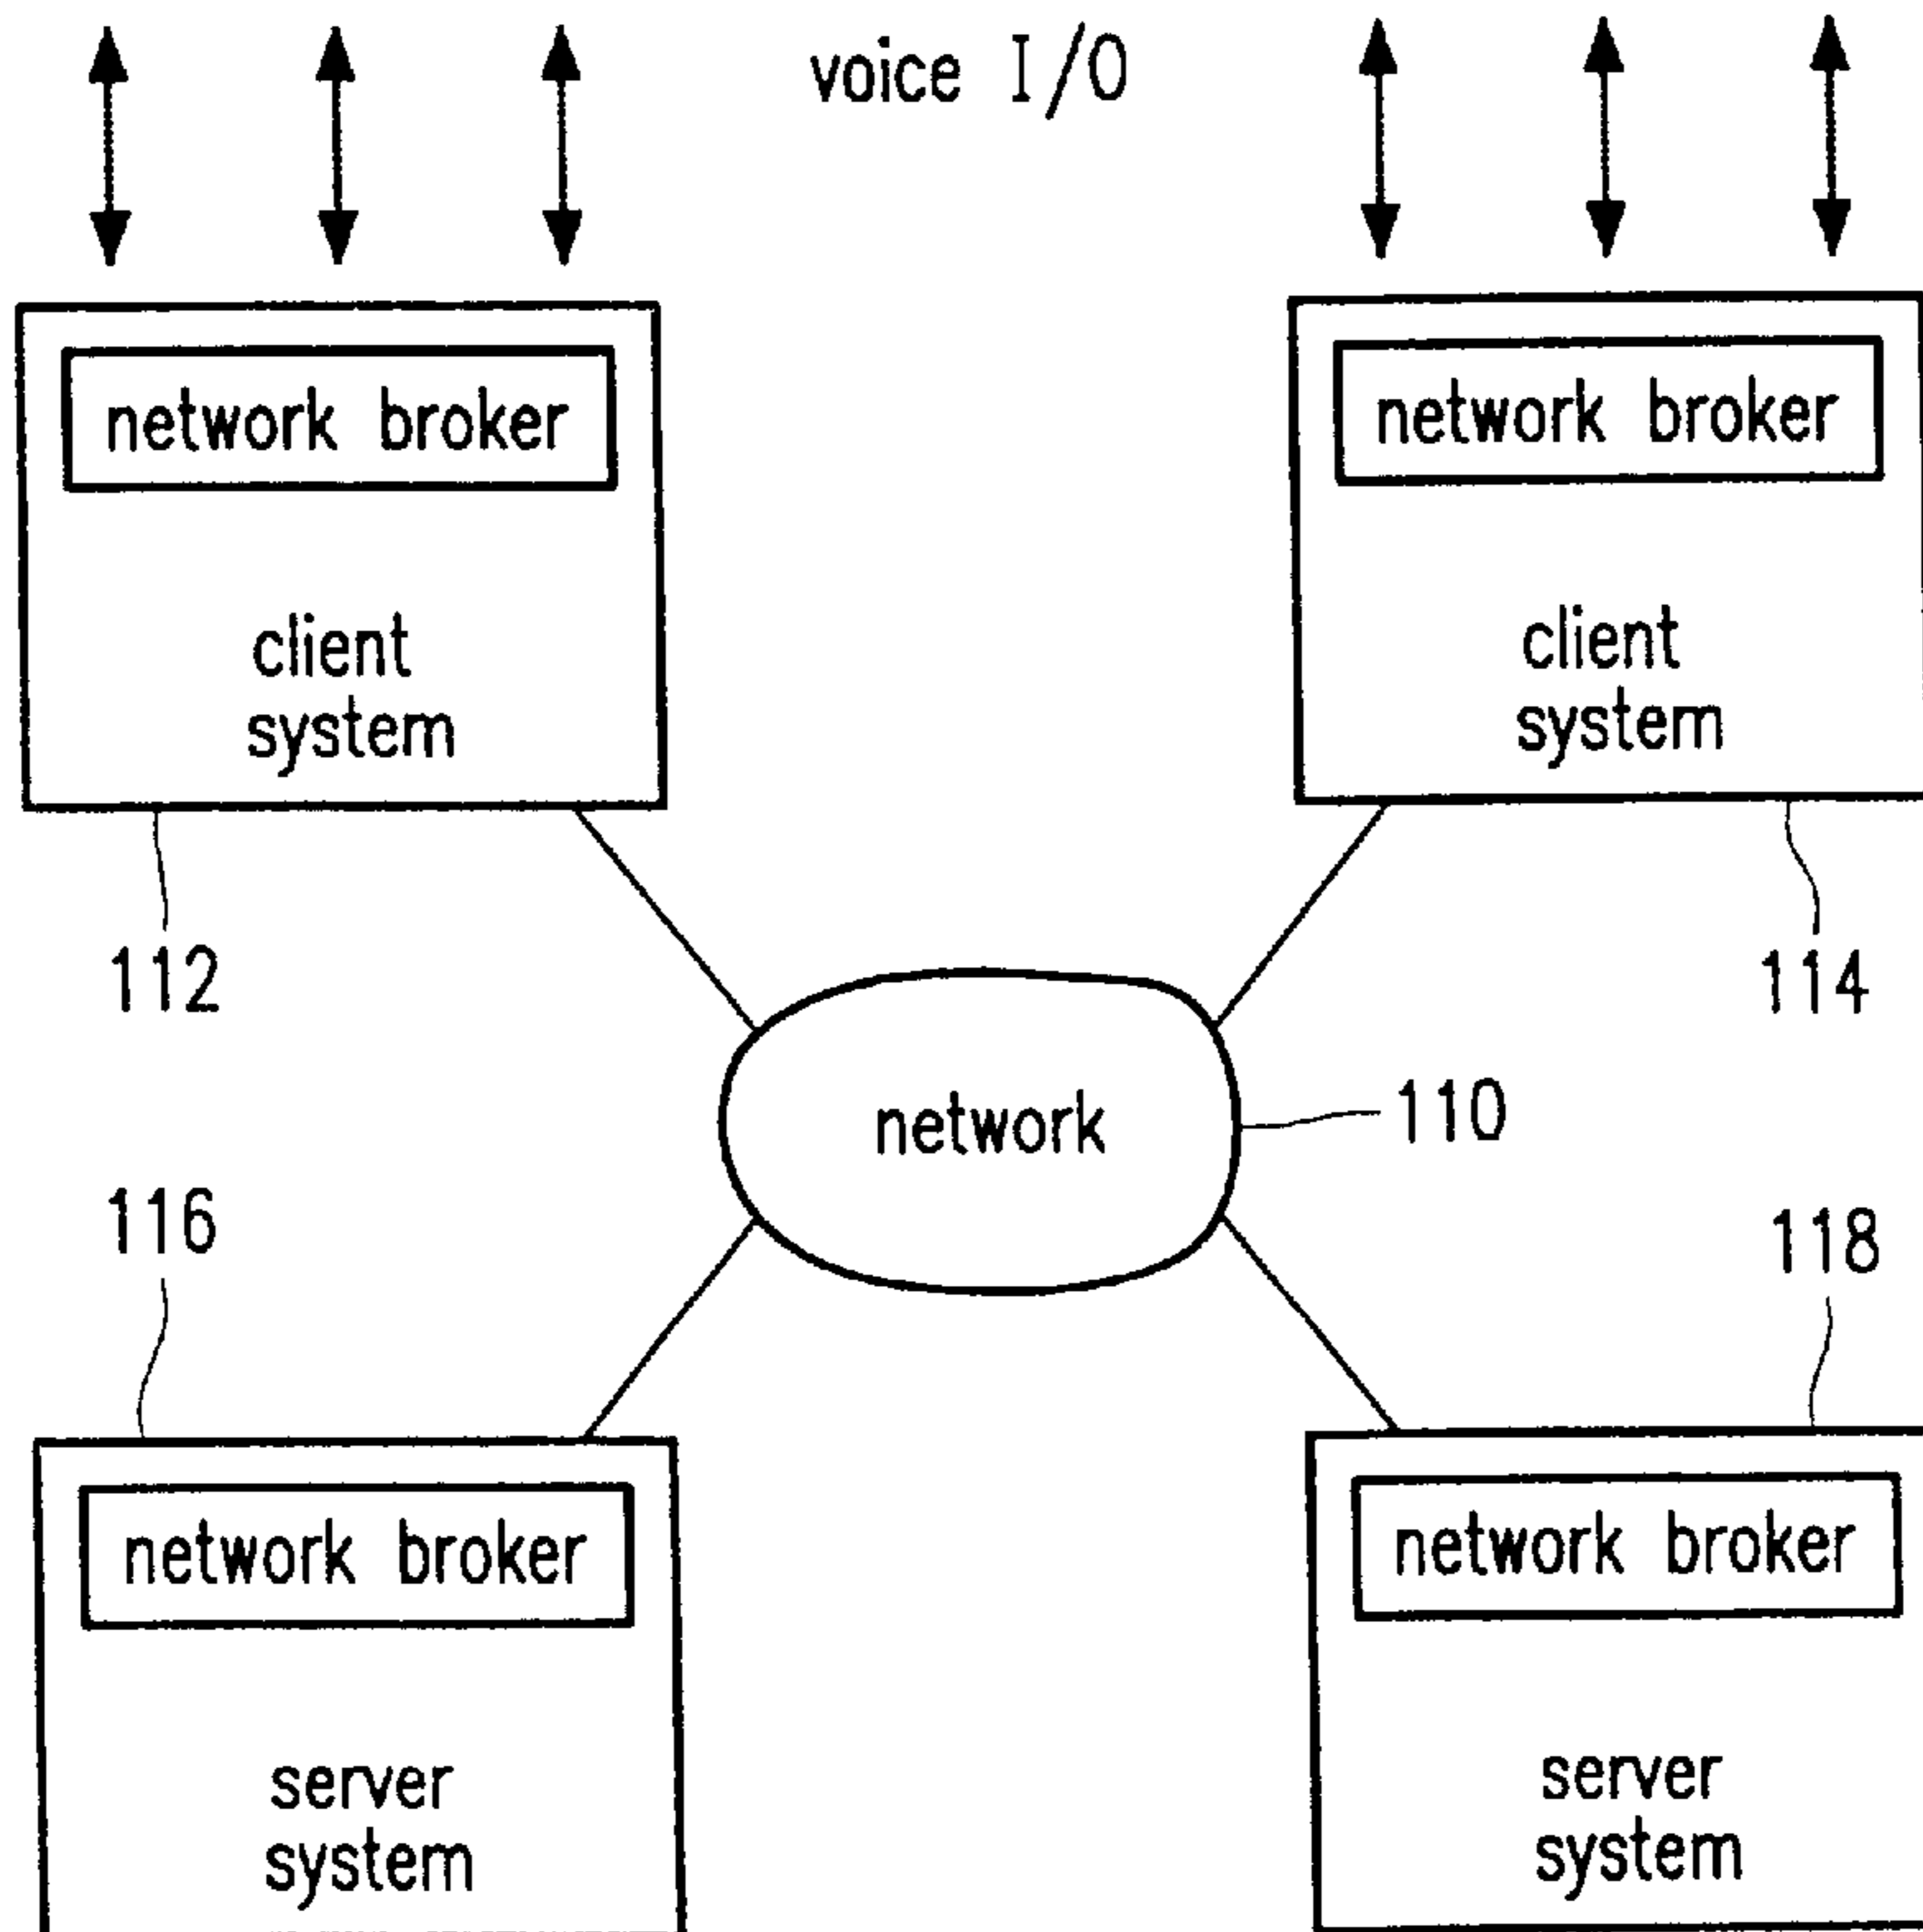 voice I/O
network broker
network broker
client
system
client
system
112
114
network
110
116
118
network broker
network broker
server
system
server
system